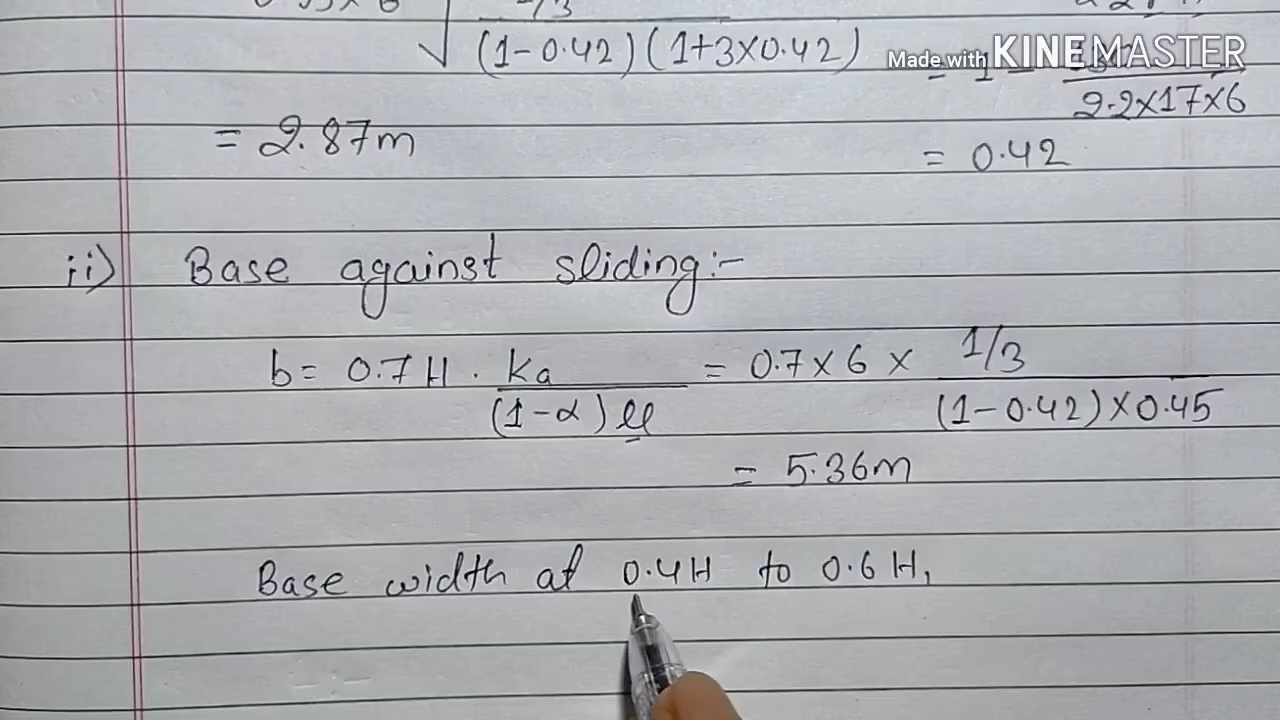 √ (1-0.42)(1+3×0.42)
Made with KINEMASTER
2.2×17×6
= 2.87m
= 0.42
ii) Base against sliding:-
b = 0.7H . ka / (1-α)μ = 0.7×6× 1/3 / (1-0.42)×0.45
= 5.36m
Base width at 0.4H to 0.6H,